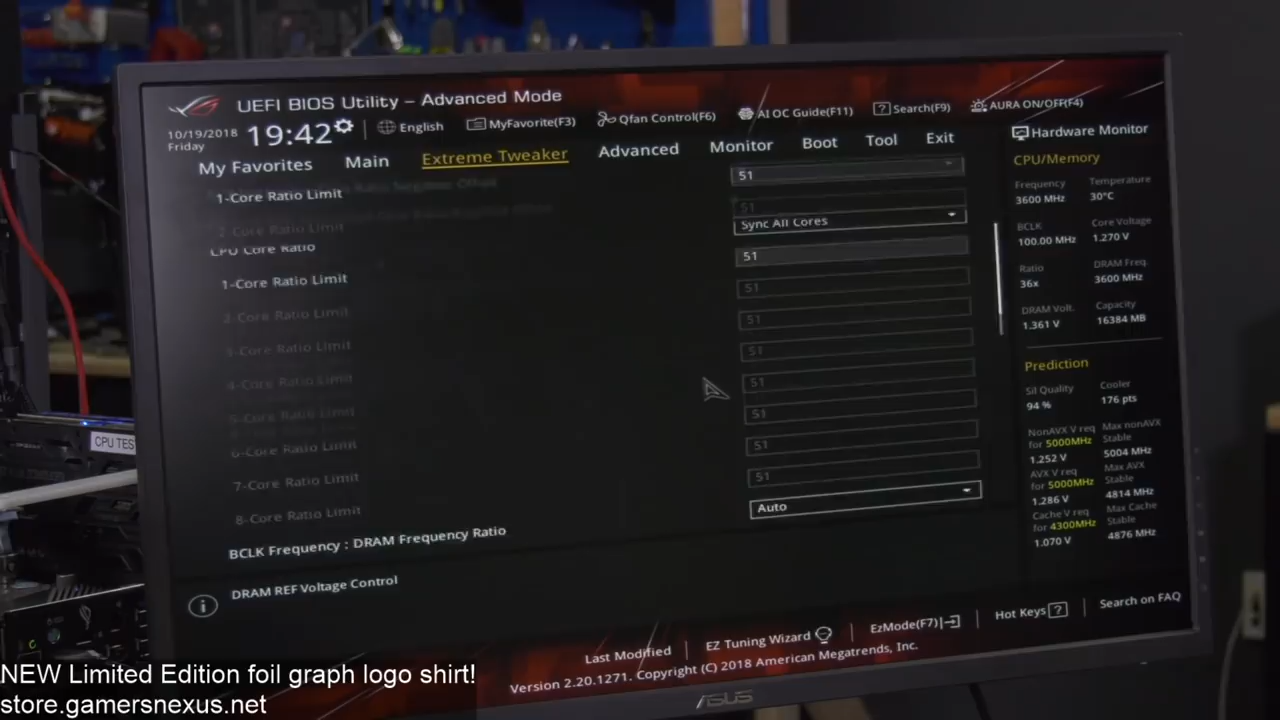 UEFI BIOS Utility – Advanced Mode
10/19/2018
Friday
19:42
English
MyFavorite(F3)
Qfan Control(F6)
AI OC Guide(F11)
Search(F9)
AURA ON/OFF(F4)
My Favorites
Main
Extreme Tweaker
Advanced
Monitor
Boot
Tool
Exit
1-Core Ratio Limit
51
2-Core Ratio Limit
51
CPU Core Ratio
Sync All Cores
1-Core Ratio Limit
51
2-Core Ratio Limit
51
3-Core Ratio Limit
51
4-Core Ratio Limit
51
5-Core Ratio Limit
51
6-Core Ratio Limit
51
7-Core Ratio Limit
51
8-Core Ratio Limit
51
BCLK Frequency : DRAM Frequency Ratio
Auto
DRAM REF Voltage Control
Hardware Monitor
CPU/Memory
Frequency
3600 MHz
Temperature
30°C
BCLK
100.00 MHz
Core Voltage
1.270 V
Ratio
36x
DRAM Freq.
3600 MHz
DRAM Volt.
1.361 V
Capacity
16384 MB
Prediction
Sil Quality
94 %
Cooler
176 pts
NonAVX V req
for 5000MHz
1.252 V
Max nonAVX
Stable
5004 MHz
AVX V req
for 5000MHz
1.286 V
Max AVX
Stable
4814 MHz
Cache V req
for 4300MHz
1.070 V
Max Cache
Stable
4876 MHz
Last Modified
EZ Tuning Wizard
EzMode(F7)
Hot Keys ?
Search on FAQ
Version 2.20.1271. Copyright (C) 2018 American Megatrends, Inc.
ASUS
CPU TES
NEW Limited Edition foil graph logo shirt!
store.gamersnexus.net